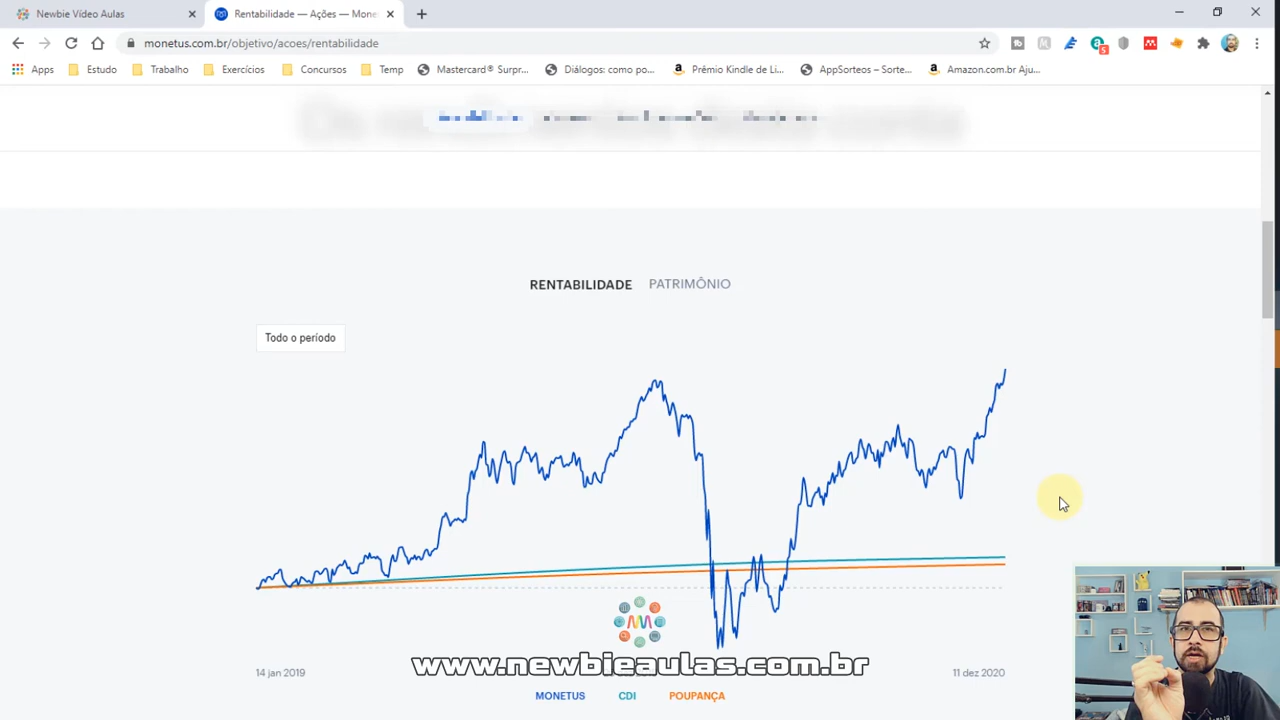 Newbie Vídeo Aulas
Rentabilidade — Ações — Mone
monetus.com.br/objetivo/acoes/rentabilidade
Apps Estudo Trabalho Exercícios Concursos Temp Mastercard® Surpr... Diálogos: como po... Prêmio Kindle de Li... AppSorteos – Sorte... Amazon.com.br Aju...
RENTABILIDADE PATRIMÔNIO
Todo o período
www.newbieaulas.com.br
14 jan 2019 11 dez 2020
MONETUS CDI POUPANÇA